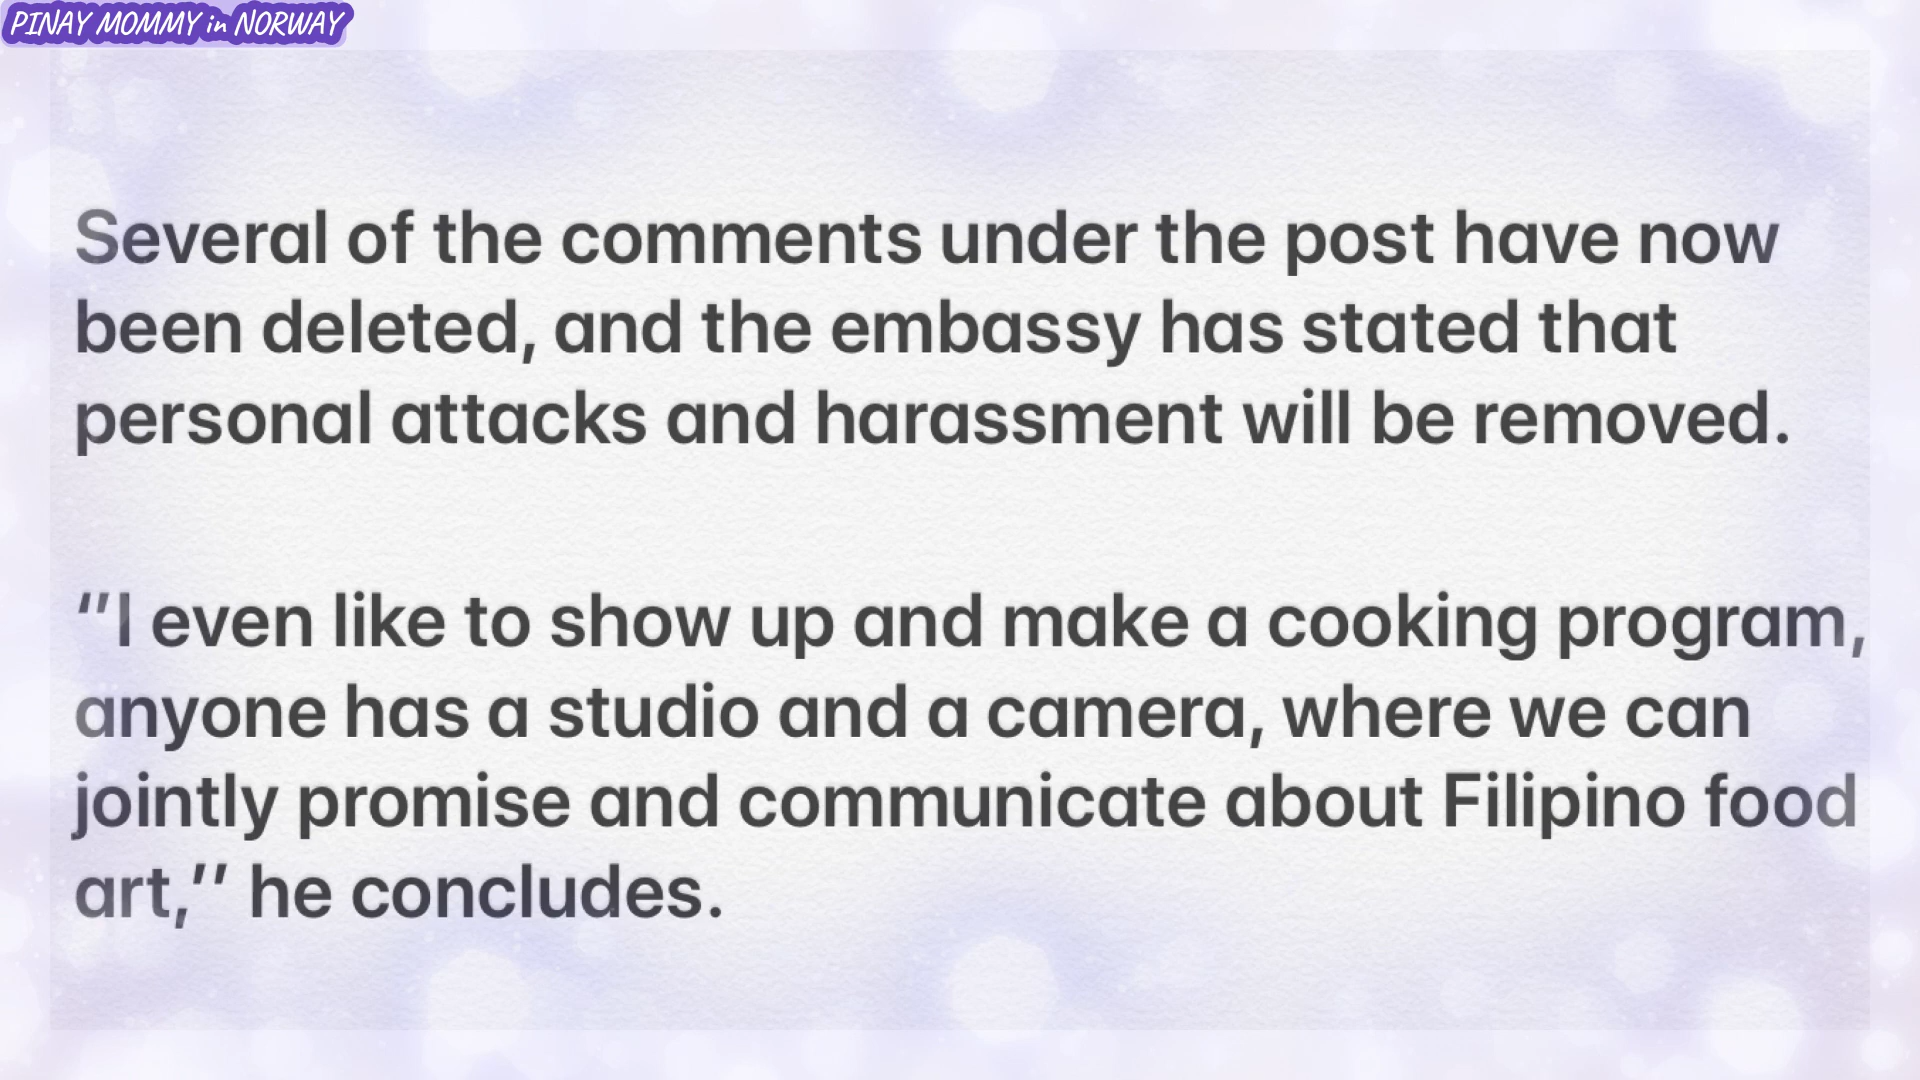 PINAY MOMMY in NORWAY
Several of the comments under the post have now
been deleted, and the embassy has stated that
personal attacks and harassment will be removed.
"I even like to show up and make a cooking program,
anyone has a studio and a camera, where we can
jointly promise and communicate about Filipino food
art,'' he concludes.